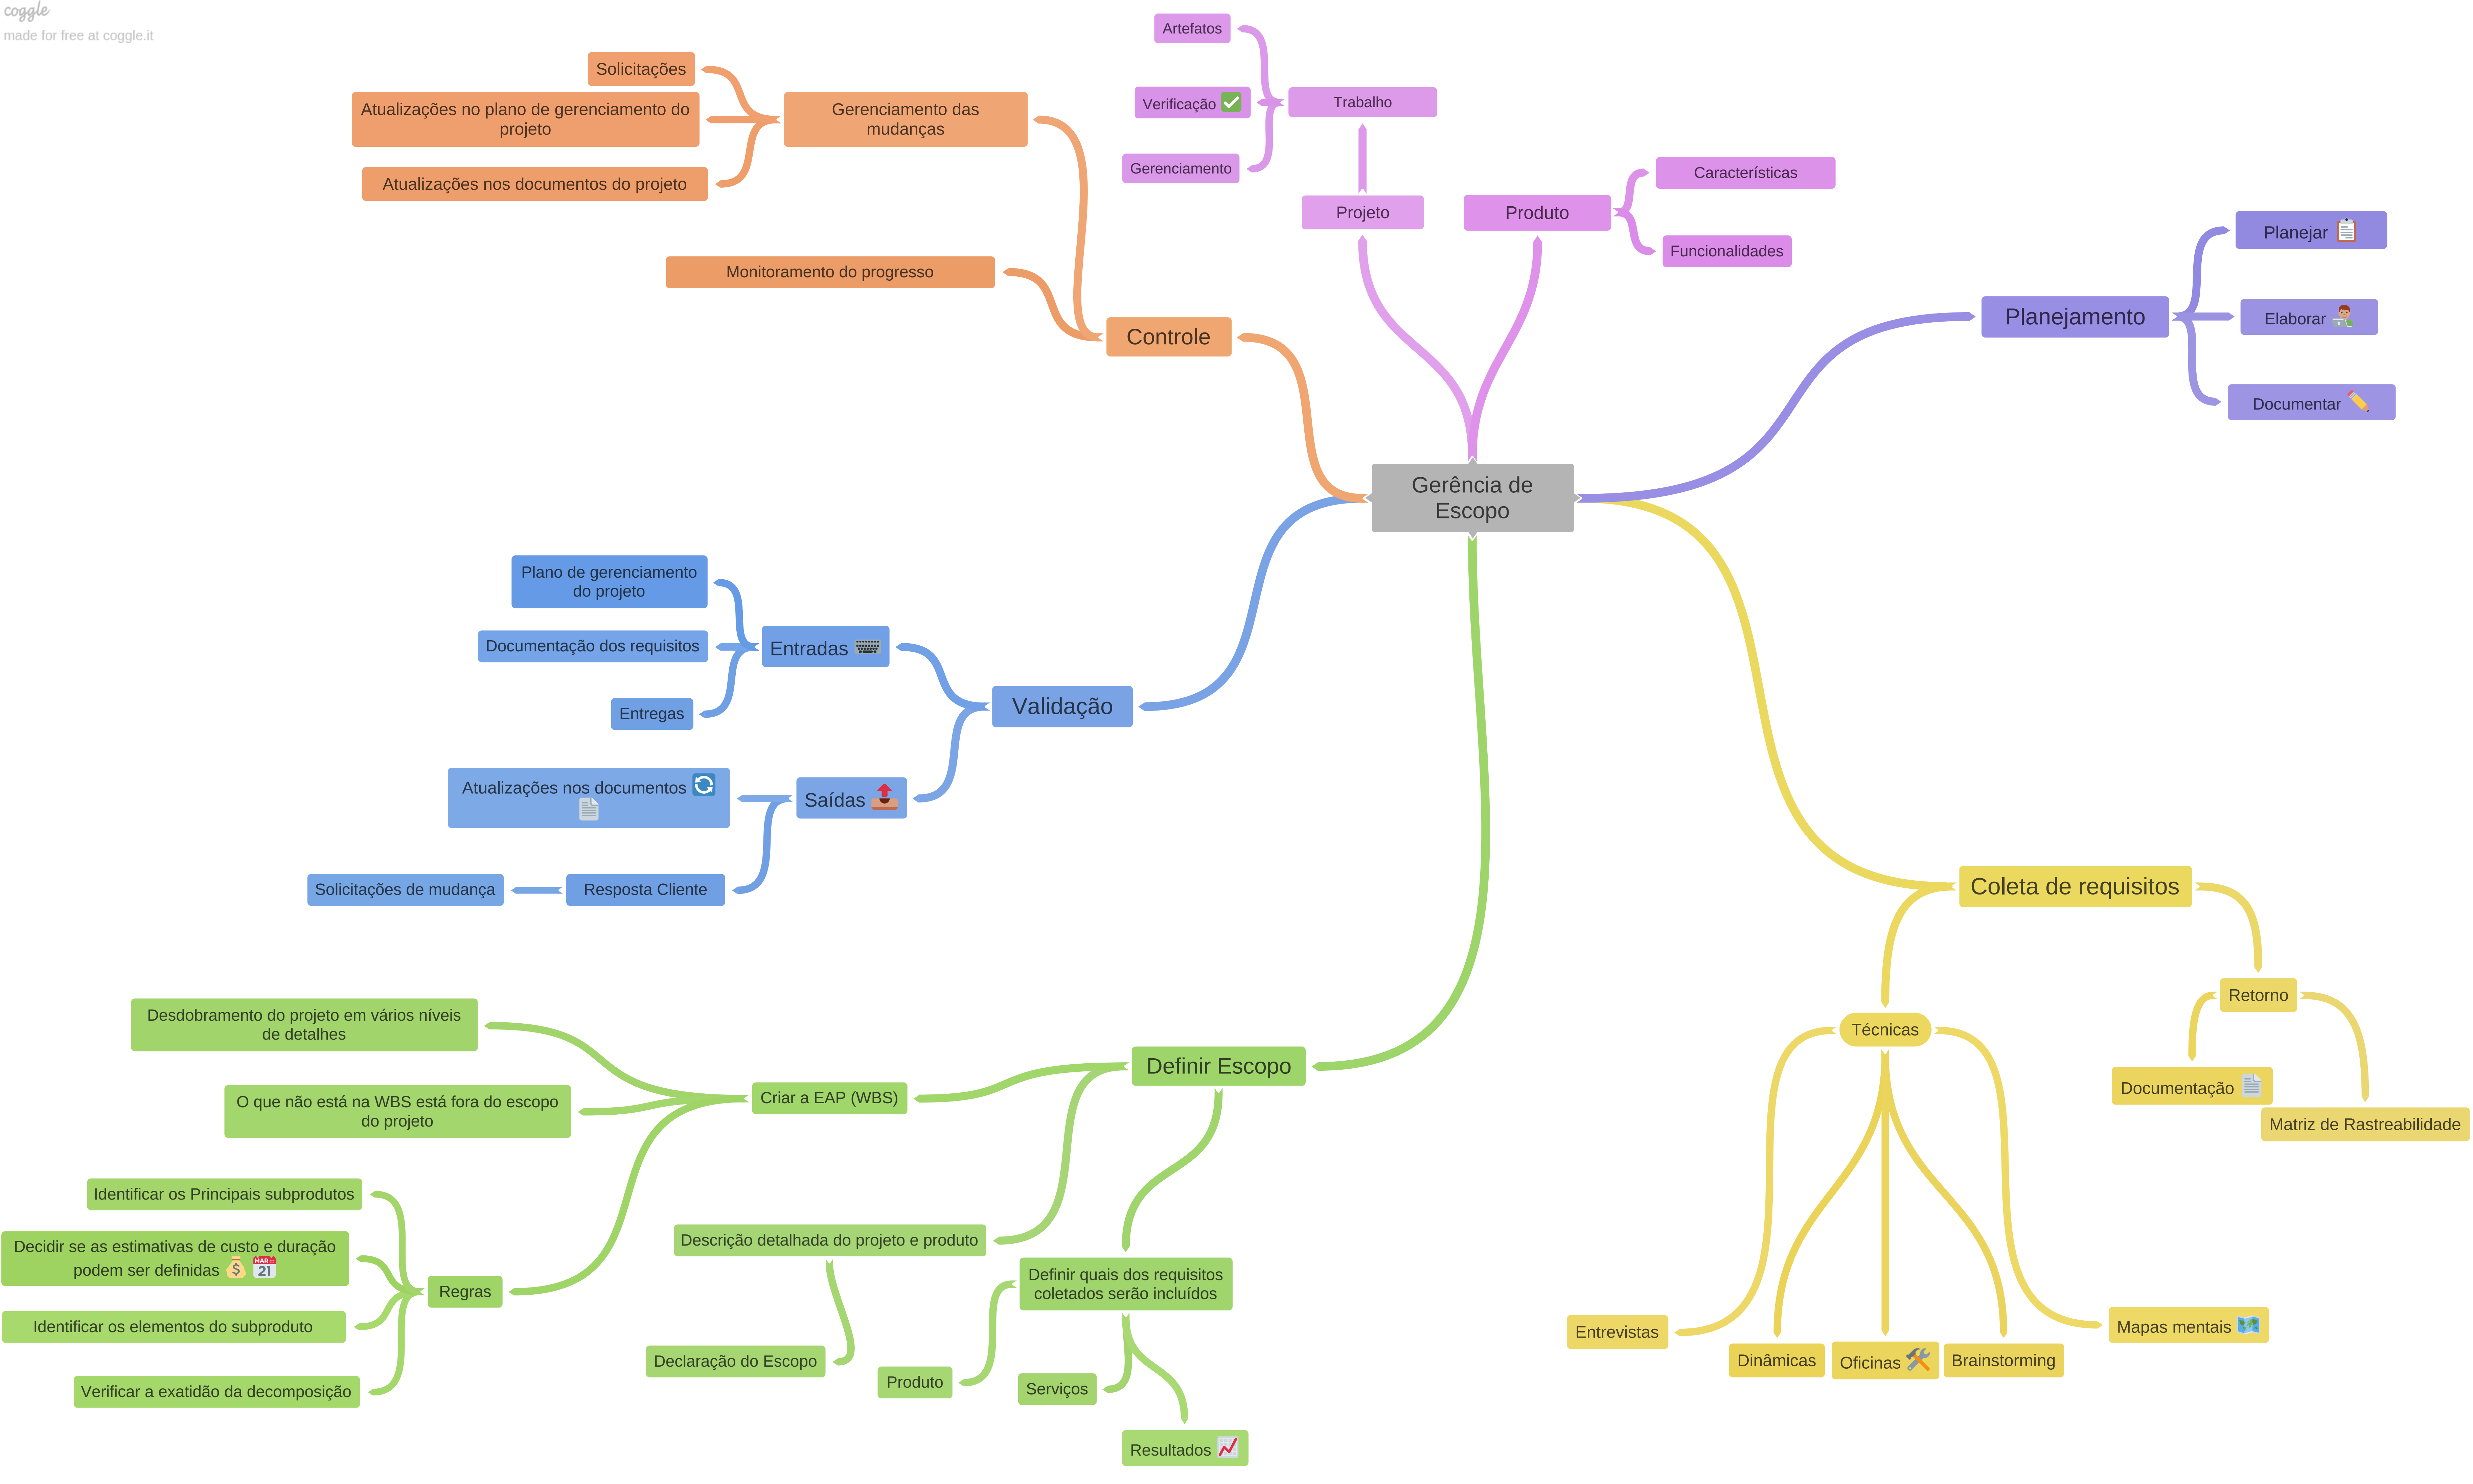 coggle
made for free at coggle.it
Artefatos
Verificação ✅
Gerenciamento
Trabalho
Projeto
Produto
Características
Funcionalidades
Solicitações
Atualizações no plano de gerenciamento do
projeto
Atualizações nos documentos do projeto
Gerenciamento das
mudanças
Monitoramento do progresso
Controle
Planejamento
Planejar
Elaborar
Documentar
Gerência de
Escopo
Plano de gerenciamento
do projeto
Documentação dos requisitos
Entregas
Entradas
Validação
Atualizações nos documentos
Saídas
Solicitações de mudança
Resposta Cliente
Coleta de requisitos
Retorno
Técnicas
Documentação
Matriz de Rastreabilidade
Entrevistas
Dinâmicas
Oficinas
Brainstorming
Mapas mentais
Definir Escopo
Criar a EAP (WBS)
Desdobramento do projeto em vários níveis
de detalhes
O que não está na WBS está fora do escopo
do projeto
Identificar os Principais subprodutos
Decidir se as estimativas de custo e duração
podem ser definidas
MAR
21
Identificar os elementos do subproduto
Verificar a exatidão da decomposição
Regras
Descrição detalhada do projeto e produto
Declaração do Escopo
Definir quais dos requisitos
coletados serão incluídos
Produto
Serviços
Resultados